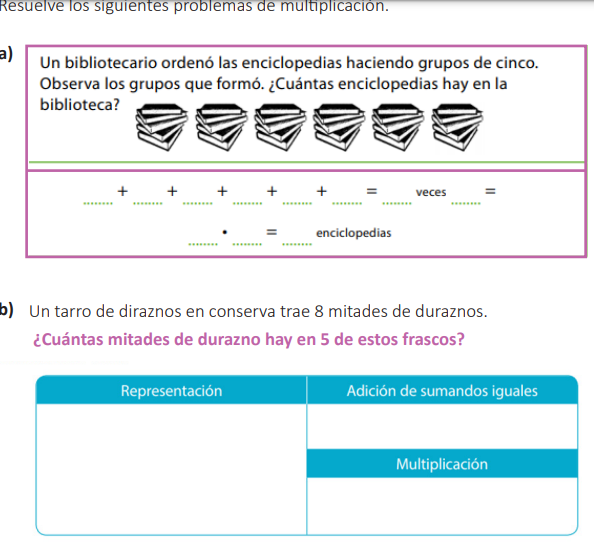 Resuelve los siguientes problemas de multiplicación.
a)
Un bibliotecario ordenó las enciclopedias haciendo grupos de cinco.
Observa los grupos que formó. ¿Cuántas enciclopedias hay en la
biblioteca?
........ + ........ + ........ + ........ + ........ + ........ = ........ veces ........ =
........ • ........ = ........ enciclopedias
b) Un tarro de diraznos en conserva trae 8 mitades de duraznos.
¿Cuántas mitades de durazno hay en 5 de estos frascos?
Representación
Adición de sumandos iguales
Multiplicación